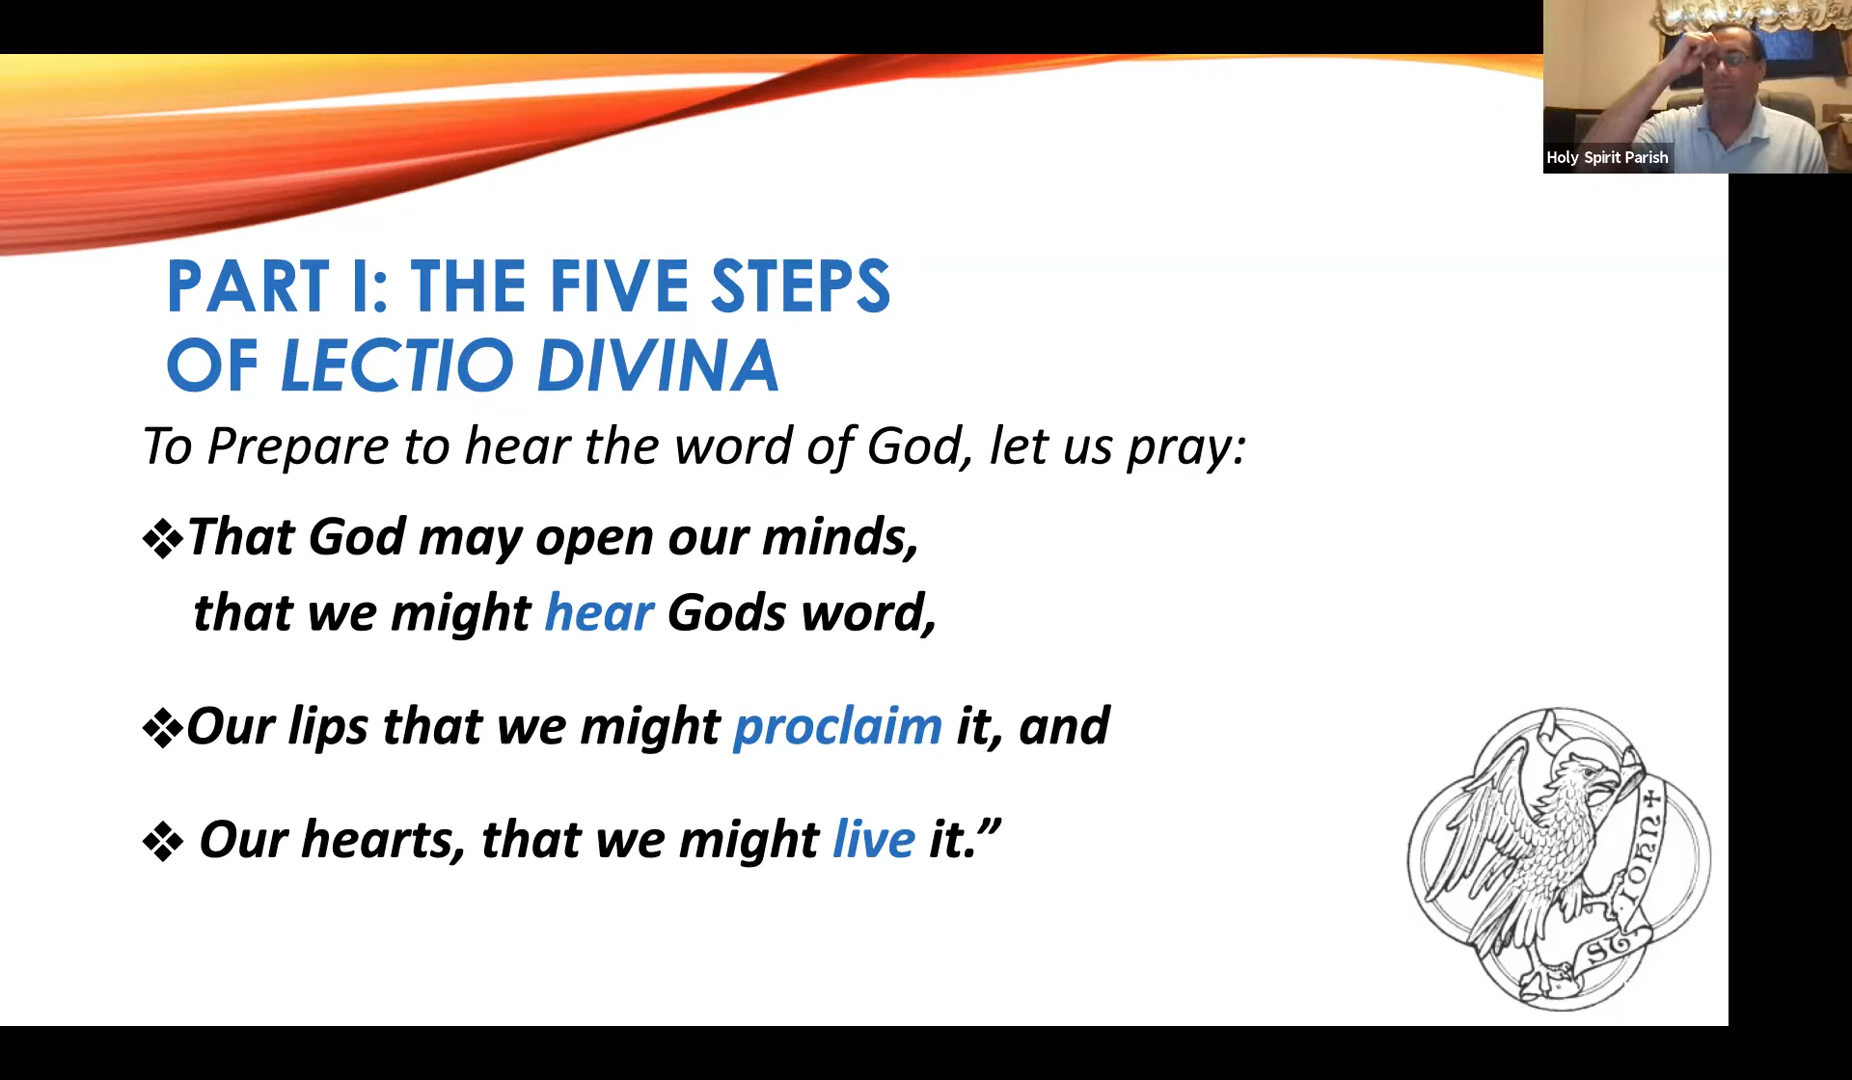 Holy Spirit Parish
PART I: THE FIVE STEPS
OF LECTIO DIVINA
To Prepare to hear the word of God, let us pray:
❖That God may open our minds,
that we might hear Gods word,
❖Our lips that we might proclaim it, and
❖ Our hearts, that we might live it.”
ST IOHN